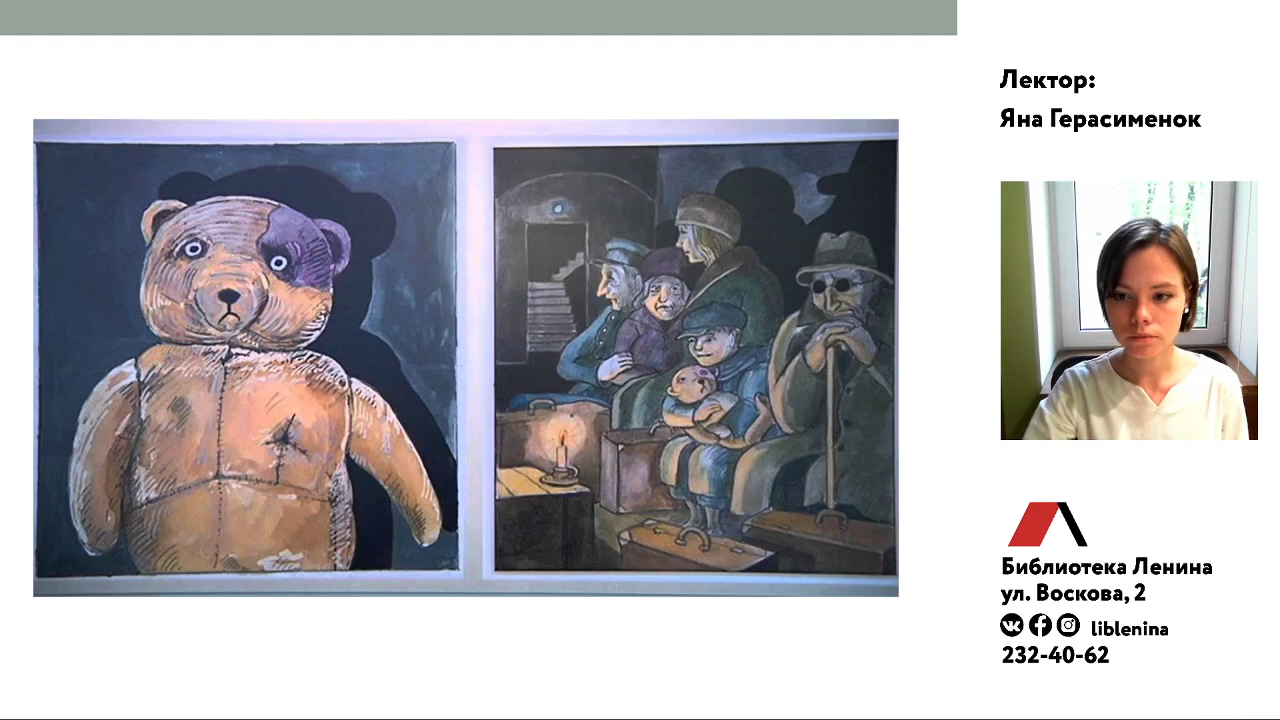 Лектор:
Яна Герасименок
Библиотека Ленина
ул. Воскова, 2
liblenina
232-40-62